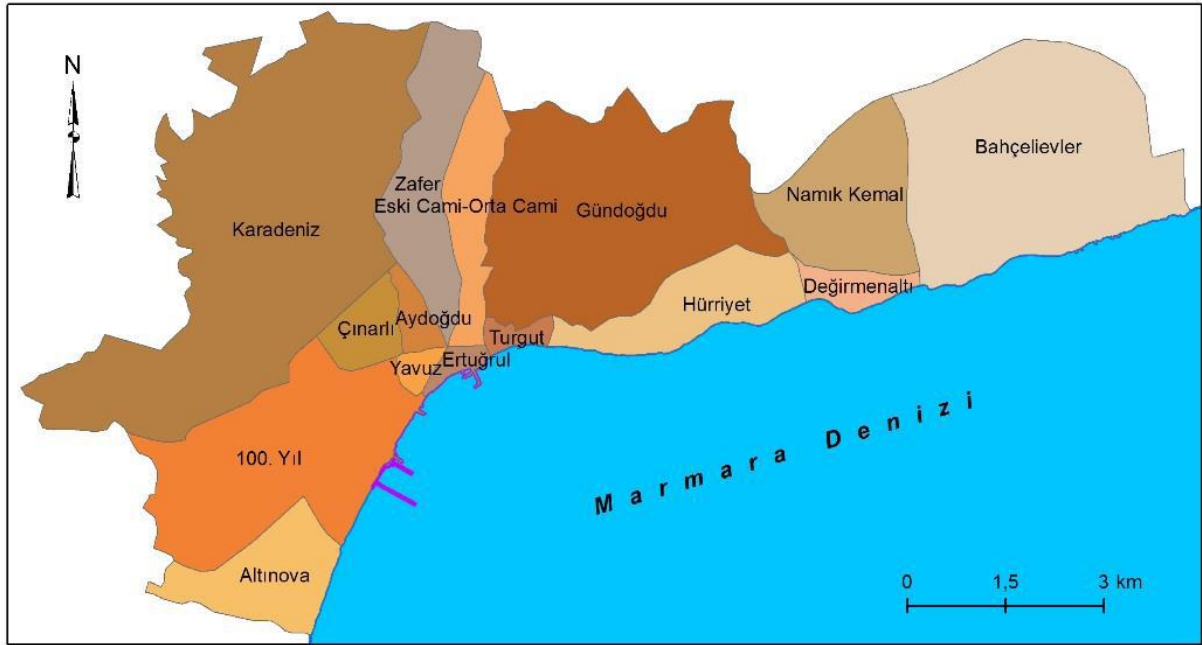 N
Bahçelievler
Zafer
Namık Kemal
Eski Cami-Orta Cami
Gündoğdu
Karadeniz
Değirmenaltı
Hürriyet
Çınarlı
Aydoğdu
Turgut
Ertuğrul
Yavuz
100. Yıl
Marmara Denizi
Altınova
0 1,5 3 km